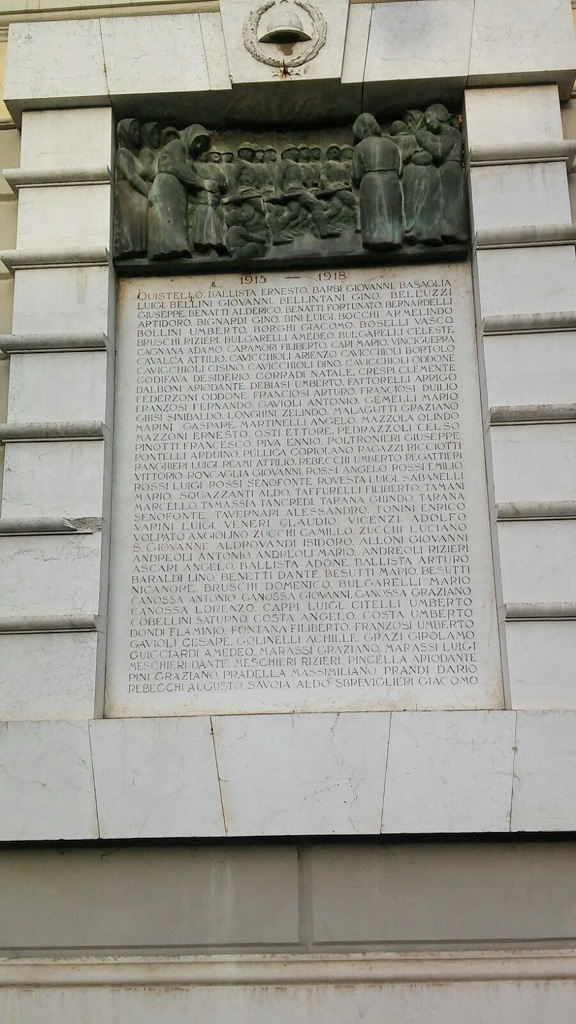 1915 — 1918
QUISTELLO: BALLISTA ERNESTO. BARBI GIOVANNI. BASAGLIA
LUIGI. BELLINI GIOVANNI. BELLINTANI GINO. BELLUZZI
GIUSEPPE. BENATTI ALDERICO. BENATTI FORTUNATO. BERNARDELLI
ARTIDORO. BIGNARDI GINO. BINI LUIGI. BOCCHI ARMELINDO
BOLLINI UMBERTO. BORGHI GIACOMO. BOSELLI VASCO
BRUSCHI RIZIERI. BULGARELLI AMEDEO. BULGARELLI CELESTE
CAGNANA ADAMO. CARAMORI FILIBERTO. CARI MARIO. VINCIGUERRA
CAVALCA ATTILIO. CAVICCHIOLI ARIENZO. CAVICCHIOLI BORTOLO
CAVICCHIOLI CISINO. CAVICCHIOLI DINO. CAVICCHIOLI ODDONE
GODIFAVA DESIDERIO. CORRADI NATALE. CRESPI CLEMENTE
DALBONI ARIODANTE. DEBIASI UMBERTO. FATTORELLI ARRIGO
FEDERZONI ODDONE. FRANCIOSI ARTURO. FRANCIOSI DUILIO
FRANZOSI FERNANDO. GAVIOLI ANTONIO. GEMELLI MARIO
GHISI SINIBALDO. LONGHINI ZELINDO. MALAGUTTI GRAZIANO
MARINI GASPARE. MARTINELLI ANGELO. MAZZOLA OLINDO
MAZZONI ERNESTO. OSTI ETTORE. PEDRAZZOLI CELSO
PINOTTI FRANCESCO. PIVA ENNIO. POLTRONIERI GIUSEPPE
PONTELLI ARDUINO. PULLIGA CORIOLANO. RAGAZZI RICCIOTTI
RANGHIERI LUIGI. REAMI ATTILIO. REBECCHI UMBERTO. REGATTIERI
VITTORIO. RONCAGLIA GIOVANNI. ROSSI ANGELO. ROSSI EMILIO
ROSSI LUIGI. ROSSI SENOFONTE. ROVESTA LUIGI. SABANELLI
MARIO. SQUAZZANTI ALDO. TAFFURELLI FILIBERTO. TAMANI
MARCELLO. TAMASSIA TANCREDI. TARANA GHINDO. TARANA
SENOFONTE. TAVERNARI ALESSANDRO. TONINI ENRICO
VARINI LUIGI. VENERI CLAUDIO. VICENZI ADOLFO
VOLPATO ANGIOLINO. ZUCCHI CAMILLO. ZUCCHI LUCIANO
S. GIOVANNE: ALDROVANDI ISIDORO. ALLONI GIOVANNI
ANDREOLI ANTONIO. ANDREOLI MARIO. ANDREOLI RIZIERI
ASCARI ANGELO. BALLISTA ADONE. BALLISTA ARTURO
BARALDI LINO. BENETTI DANTE. BESUTTI MARIO. BESUTTI
NICANORE. BRUSCHI DOMENICO. BULGARELLI MARIO
CANOSSA ANTONIO. CANOSSA GIOVANNI. CANOSSA GRAZIANO
CANOSSA LORENZO. CAPPI LUIGI. CITELLI UMBERTO
COBELLINI SATURNO. COSTA ANGELO. COSTA UMBERTO
DONDI FLAMINIO. FONTANA FILIBERTO. FRANZOSI UMBERTO
GAVIOLI CESARE. GOLINELLI ACHILLE. GRAZI GIROLAMO
GUICCIARDI AMEDEO. MARASSI GRAZIANO. MARASSI LUIGI
MESCHIERI DANTE. MESCHIERI RIZIERI. PINCELLA ARIODANTE
PINI GRAZIANO. PRADELLA MASSIMILIANO. PRANDI DARIO
REBECCHI AUGUSTO. SAVOIA ALDO. SBREVIGLIERI GIACOMO